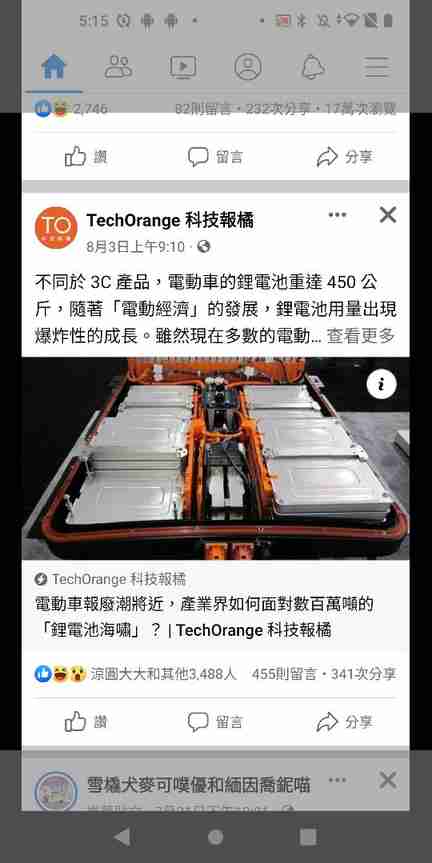 5:15
2,746
82則留言・232次分享・17萬次瀏覽
讚 留言 分享
TO
TechOrange 科技報橘
8月3日上午9:10
不同於 3C 產品，電動車的鋰電池重達 450 公
斤，隨著「電動經濟」的發展，鋰電池用量出現
爆炸性的成長。雖然現在多數的電動... 查看更多
TechOrange 科技報橘
電動車報廢潮將近，產業界如何面對數百萬噸的
「鋰電池海嘯」？ | TechOrange 科技報橘
涼圓大大和其他3,488人 455則留言・341次分享
讚 留言 分享
雪橇犬麥可噗優和緬因喬鈮喵